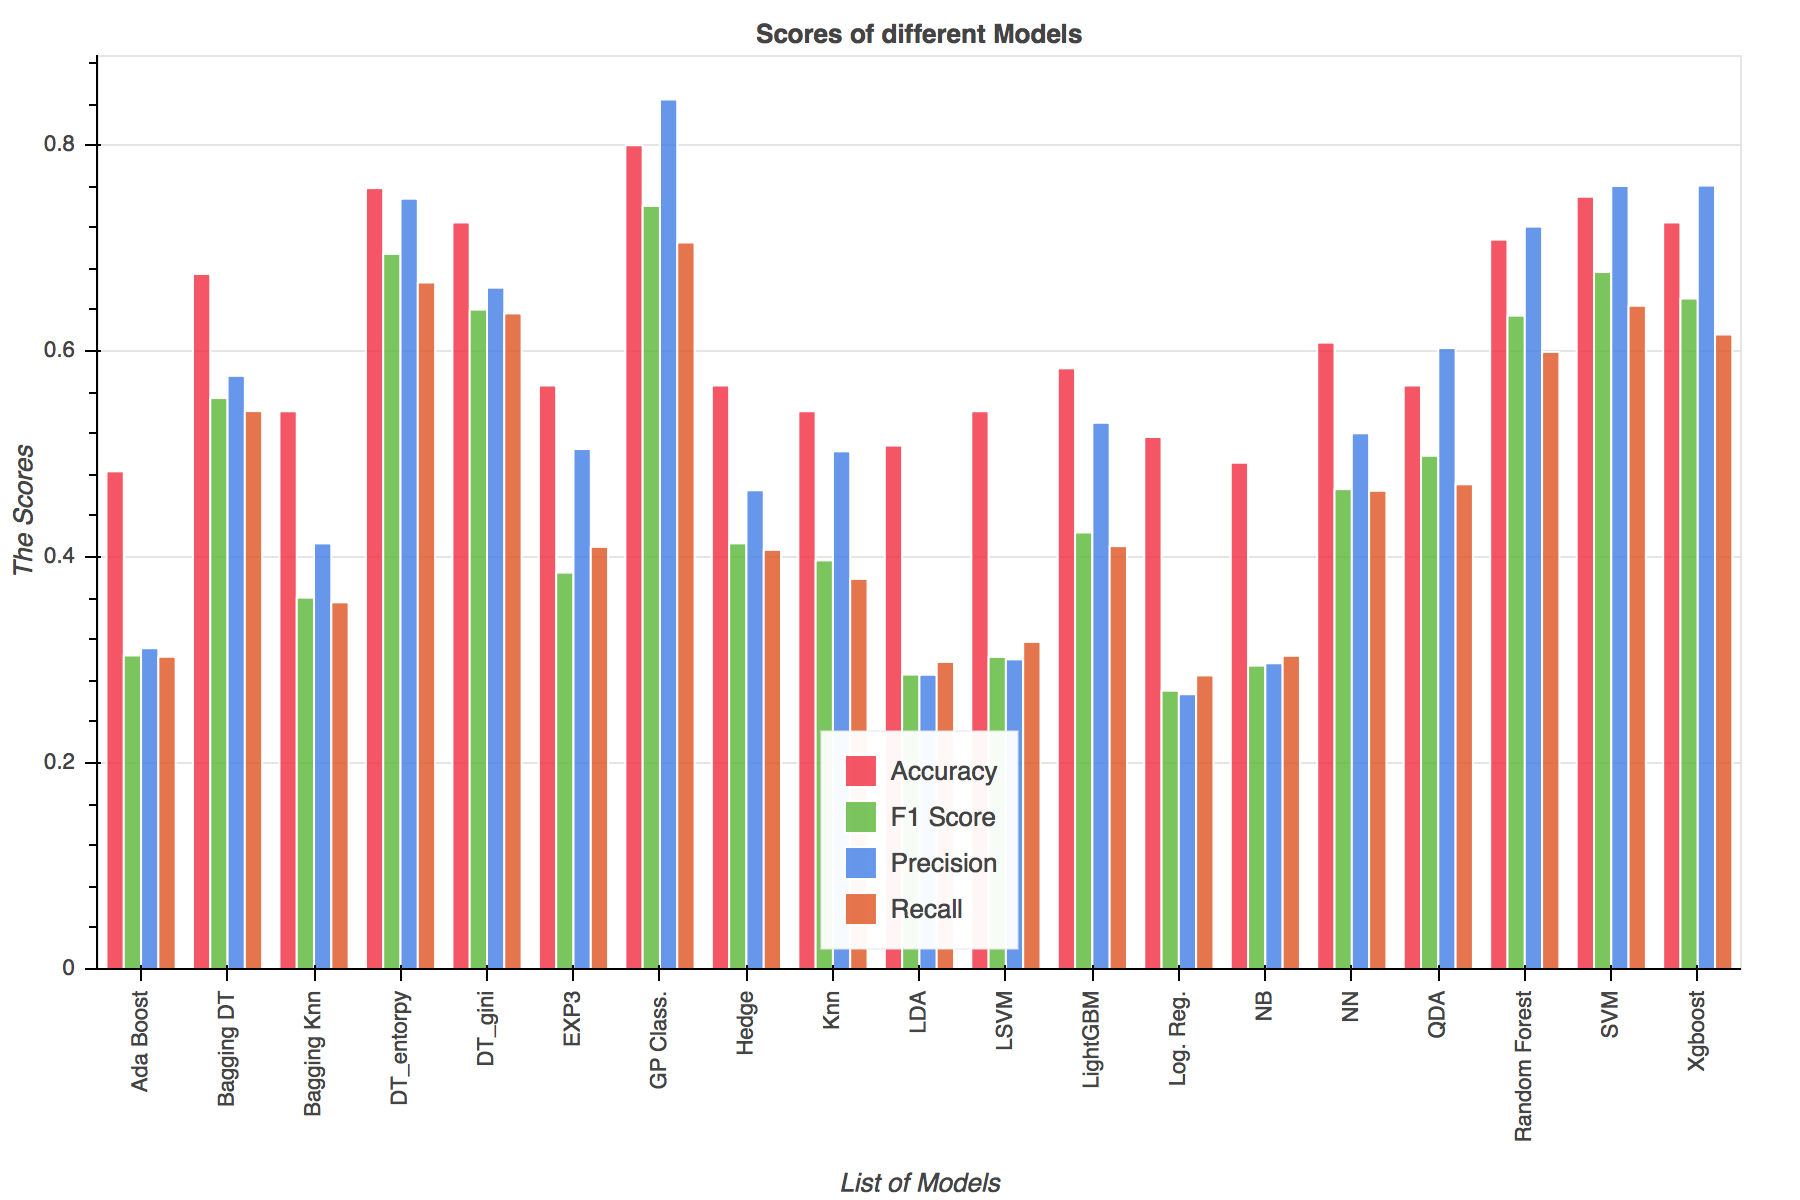 Scores of different Models
The Scores
0.8
0.6
0.4
0.2
0
Accuracy
F1 Score
Precision
Recall
Ada Boost
Bagging DT
Bagging Knn
DT_entorpy
DT_gini
EXP3
GP Class.
Hedge
Knn
LDA
LSVM
LightGBM
Log. Reg.
NB
NN
QDA
Random Forest
SVM
Xgboost
List of Models